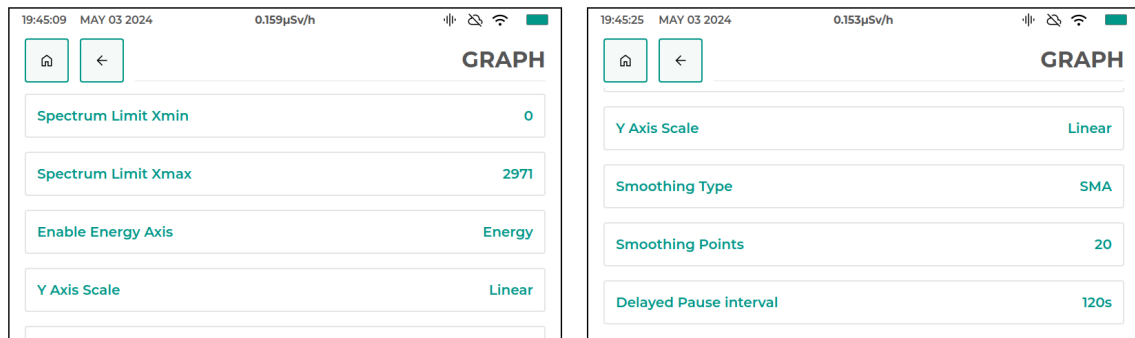 19:45:09 MAY 03 2024 0.159µSv/h
GRAPH
Spectrum Limit Xmin 0
Spectrum Limit Xmax 2971
Enable Energy Axis Energy
Y Axis Scale Linear
19:45:25 MAY 03 2024 0.153µSv/h
GRAPH
Y Axis Scale Linear
Smoothing Type SMA
Smoothing Points 20
Delayed Pause interval 120s